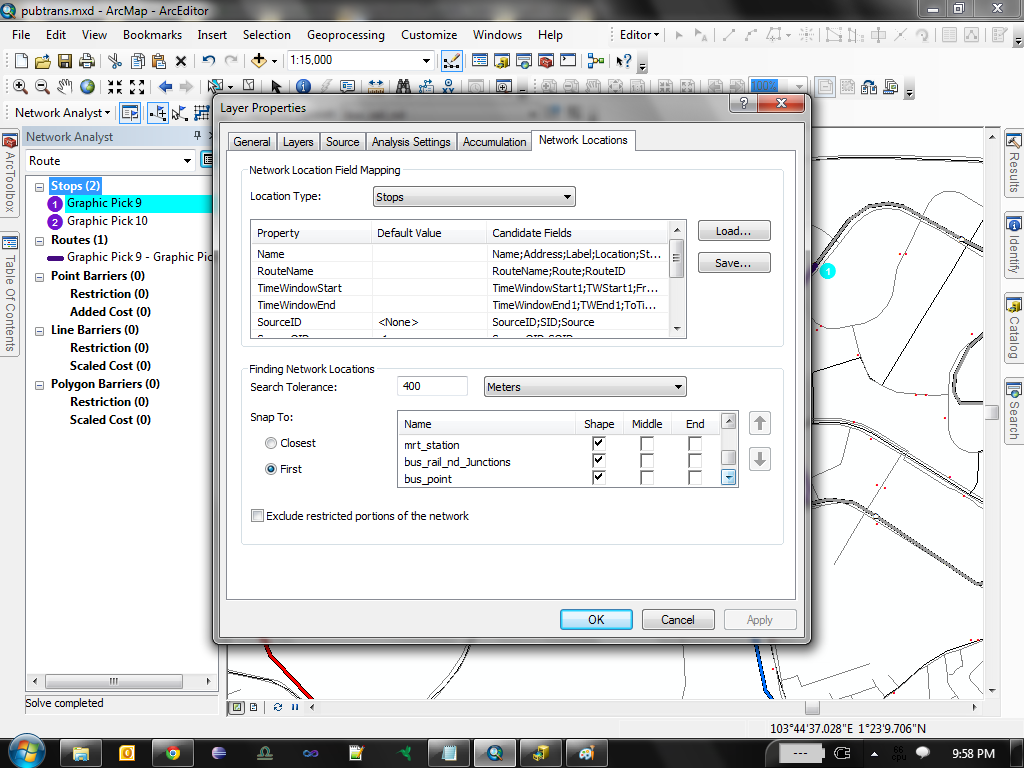 pubtrans.mxd - ArcMap - ArcEditor
File Edit View Bookmarks Insert Selection Geoprocessing Customize Windows Help
Editor
1:15,000
100%
Network Analyst
Network Analyst
Route
Stops (2)
1 Graphic Pick 9
2 Graphic Pick 10
Routes (1)
Graphic Pick 9 - Graphic Pic
Point Barriers (0)
Restriction (0)
Added Cost (0)
Line Barriers (0)
Restriction (0)
Scaled Cost (0)
Polygon Barriers (0)
Restriction (0)
Scaled Cost (0)
Solve completed
ArcToolbox
Table Of Contents
Layer Properties
General Layers Source Analysis Settings Accumulation Network Locations
Network Location Field Mapping
Location Type: Stops
Property Default Value Candidate Fields
Name Name;Address;Label;Location;St...
RouteName RouteName;Route;RouteID
TimeWindowStart TimeWindowStart1;TWStart1;Fr...
TimeWindowEnd TimeWindowEnd1;TWEnd1;ToTi...
SourceID <None> SourceID;SID;Source
Load...
Save...
Finding Network Locations
Search Tolerance: 400 Meters
Snap To:
Closest
First
Name Shape Middle End
mrt_station
bus_rail_nd_Junctions
bus_point
Exclude restricted portions of the network
OK Cancel Apply
1
Results
Identify
Catalog
Search
103°44'37.028"E 1°23'9.706"N
9:58 PM